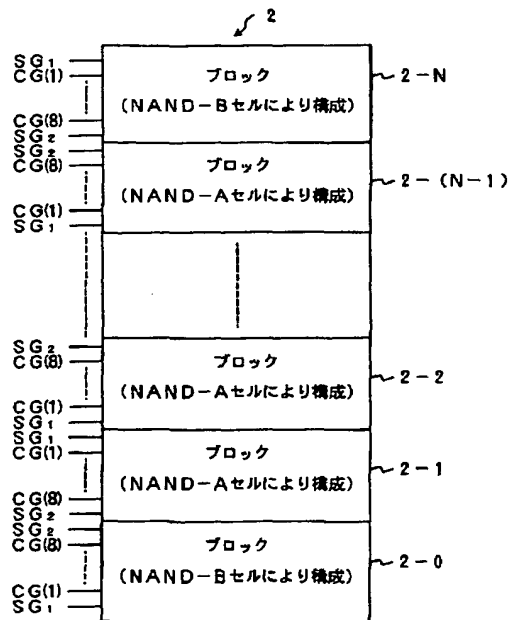 2
SG₁
CG(1)
ブロック
2-N
(NAND-Bセルにより構成)
CG(8)
SG₂
SG₂
CG(8)
ブロック
2-(N-1)
(NAND-Aセルにより構成)
CG(1)
SG₁
SG₂
CG(8)
ブロック
2-2
(NAND-Aセルにより構成)
CG(1)
SG₁
SG₁
CG(1)
ブロック
2-1
(NAND-Aセルにより構成)
CG(8)
SG₂
SG₂
CG(8)
ブロック
2-0
(NAND-Bセルにより構成)
CG(1)
SG₁